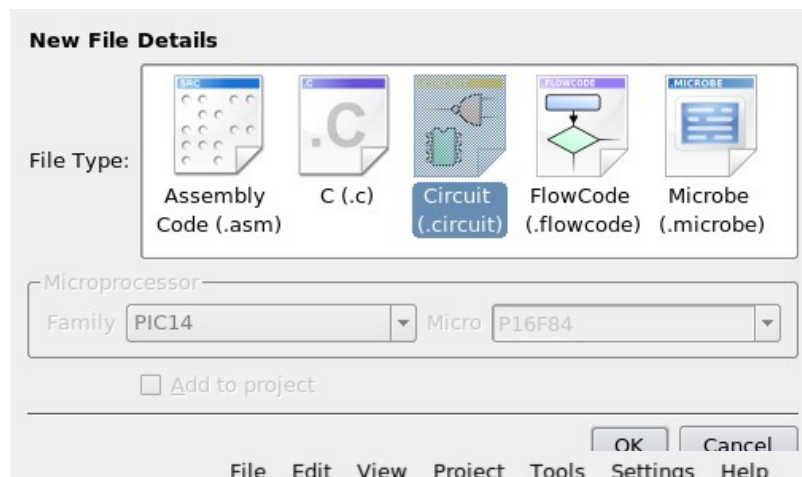 New File Details
SRC
.C
FLOWCODE
.MICROBE
.C
File Type:
Assembly
Code (.asm)
C (.c)
Circuit
(.circuit)
FlowCode
(.flowcode)
Microbe
(.microbe)
Microprocessor
Family PIC14 Micro P16F84
Add to project
OK Cancel
File Edit View Project Tools Settings Help